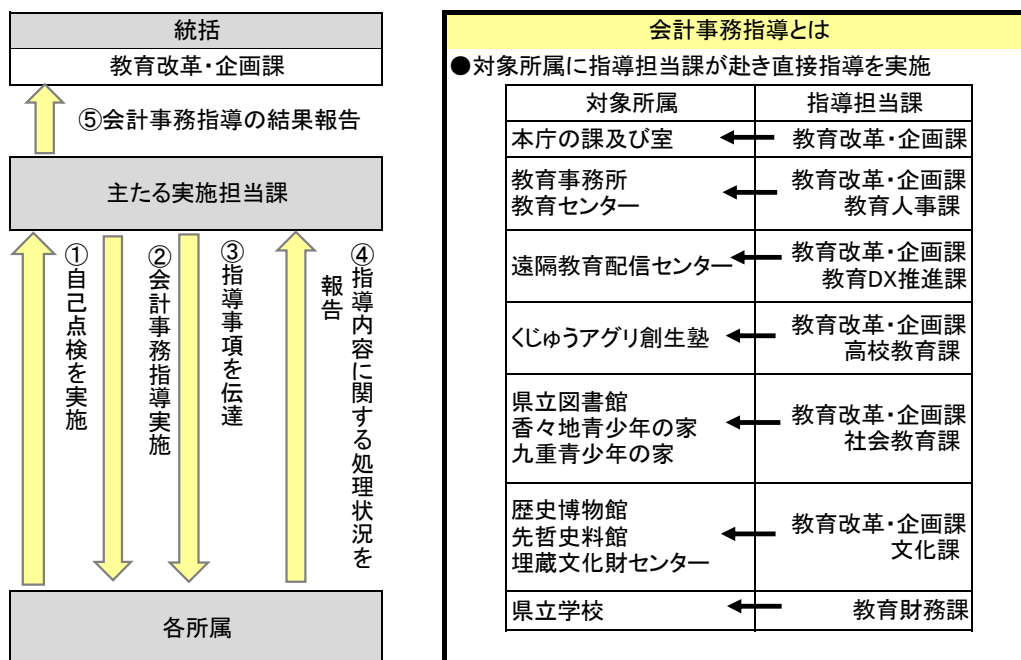 統括
教育改革・企画課
⑤会計事務指導の結果報告
主たる実施担当課
①自己点検を実施
②会計事務指導実施
③指導事項を伝達
④指導内容に関する処理状況を
報告
各所属
会計事務指導とは
●対象所属に指導担当課が赴き直接指導を実施
対象所属
指導担当課
本庁の課及び室
教育改革・企画課
教育事務所
教育センター
教育改革・企画課
教育人事課
遠隔教育配信センター
教育改革・企画課
教育DX推進課
くじゅうアグリ創生塾
教育改革・企画課
高校教育課
県立図書館
香々地青少年の家
九重青少年の家
教育改革・企画課
社会教育課
歴史博物館
先哲史料館
埋蔵文化財センター
教育改革・企画課
文化課
県立学校
教育財務課